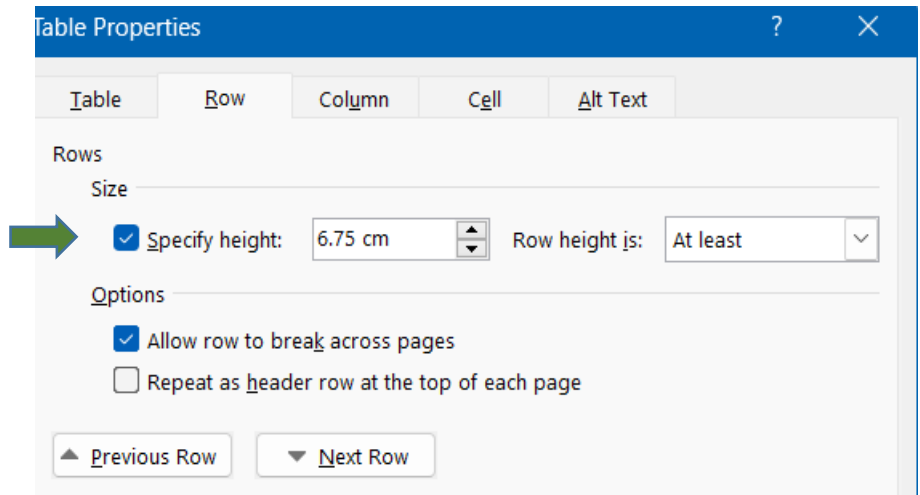 Table Properties ?
Table Row Column Cell Alt Text
Rows
Size
Specify height: 6.75 cm Row height is: At least
Options
Allow row to break across pages
Repeat as header row at the top of each page
Previous Row Next Row